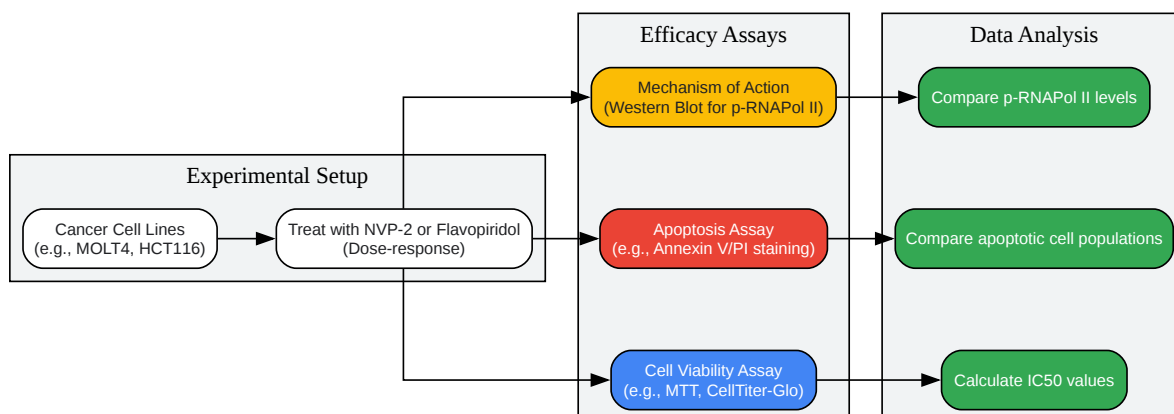 Efficacy Assays
Data Analysis
Mechanism of Action
(Western Blot for p-RNAPol II)
Compare p-RNAPol II levels
Experimental Setup
Cancer Cell Lines
(e.g., MOLT4, HCT116)
Treat with NVP-2 or Flavopiridol
(Dose-response)
Apoptosis Assay
(e.g., Annexin V/PI staining)
Compare apoptotic cell populations
Cell Viability Assay
(e.g., MTT, CellTiter-Glo)
Calculate IC50 values